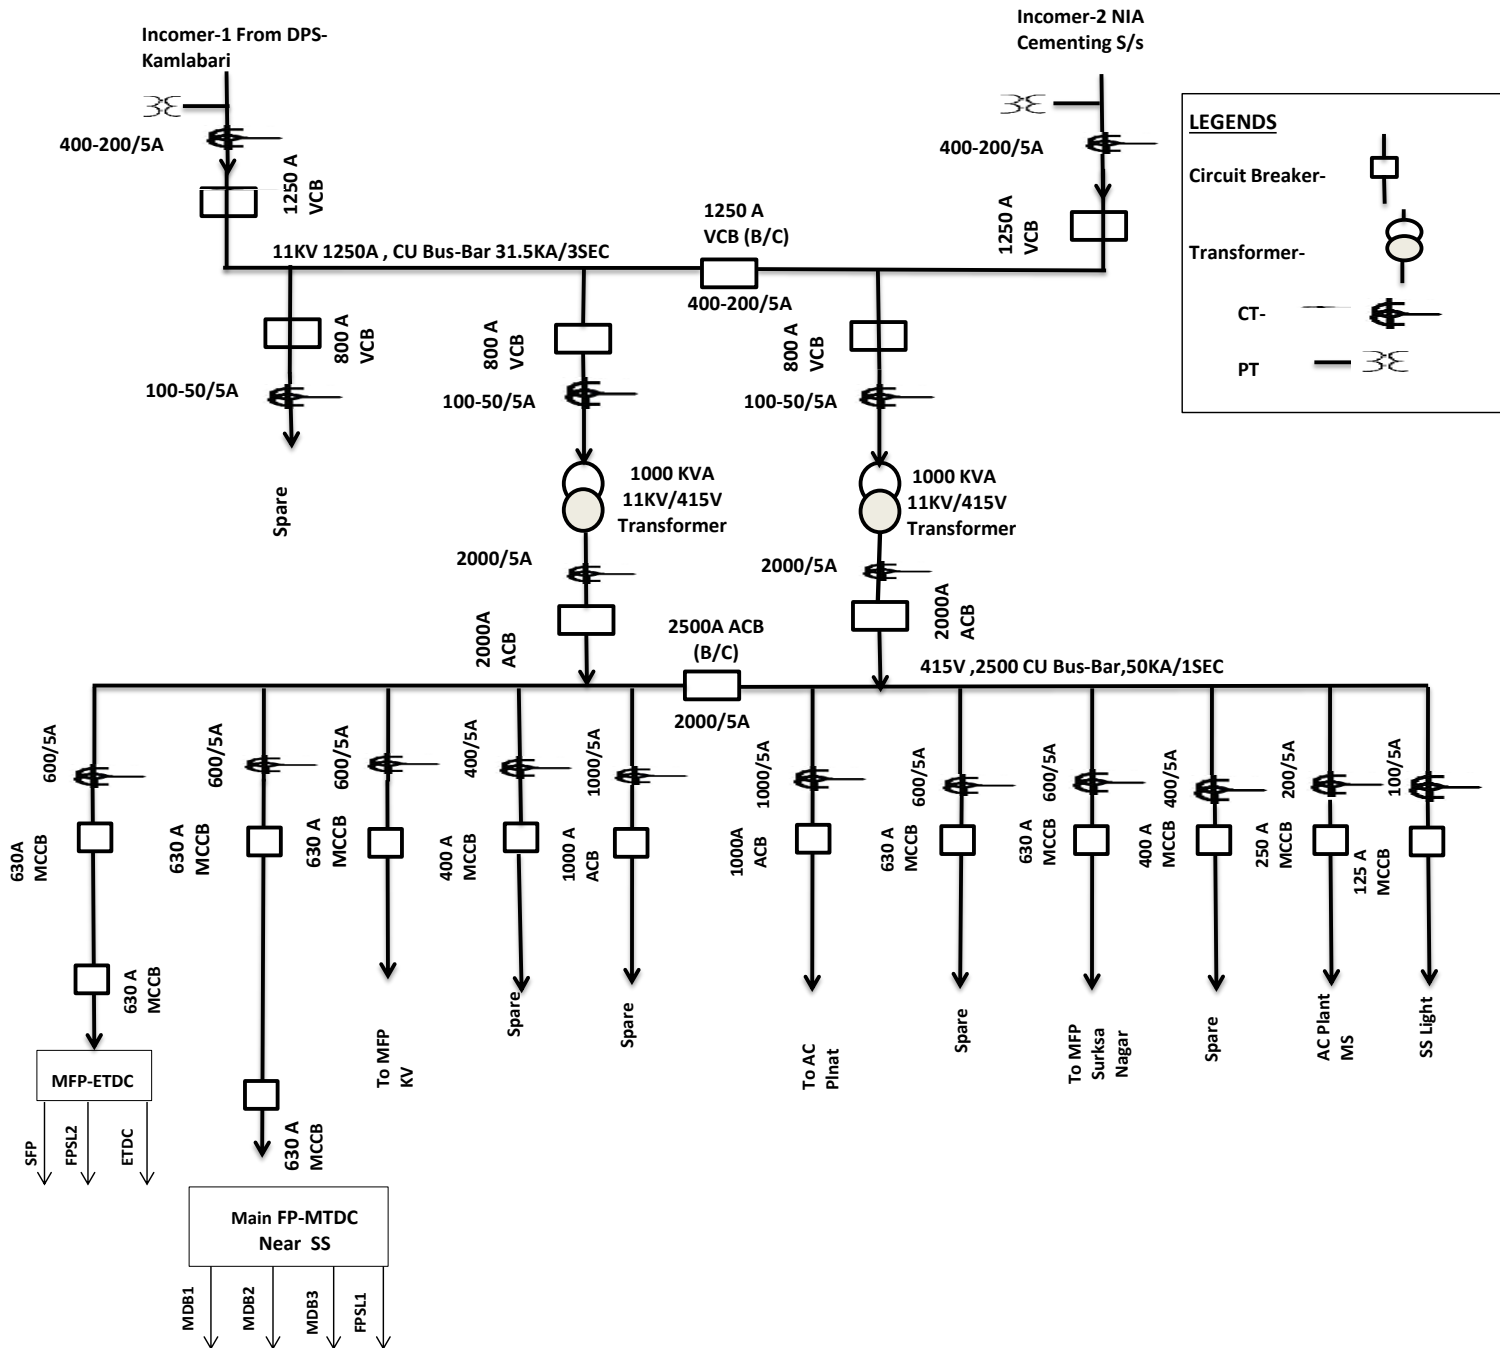 Incomer-1 From DPS-
Kamlabari
Incomer-2 NIA
Cementing S/s
400-200/5A
1250 A
VCB
400-200/5A
1250 A
VCB
LEGENDS
Circuit Breaker-
Transformer-
CT-
PT
1250 A
VCB (B/C)
11KV 1250A , CU Bus-Bar 31.5KA/3SEC
400-200/5A
800 A
VCB
800 A
VCB
800 A
VCB
100-50/5A
100-50/5A
100-50/5A
Spare
1000 KVA
11KV/415V
Transformer
1000 KVA
11KV/415V
Transformer
2000/5A
2000/5A
2000A
ACB
2000A
ACB
2500A ACB
(B/C)
415V ,2500 CU Bus-Bar,50KA/1SEC
2000/5A
600/5A
600/5A
600/5A
400/5A
1000/5A
1000/5A
600/5A
600/5A
400/5A
200/5A
100/5A
630A
MCCB
630 A
MCCB
630 A
MCCB
400 A
MCCB
1000 A
ACB
1000A
ACB
630 A
MCCB
630 A
MCCB
400 A
MCCB
250 A
MCCB
125 A
MCCB
630 A
MCCB
To MFP
KV
Spare
Spare
To AC
Plnat
Spare
To MFP
Surksa
Nagar
Spare
AC Plant
MS
SS Light
MFP-ETDC
SFP
FPSL2
ETDC
630 A
MCCB
Main FP-MTDC
Near SS
MDB1
MDB2
MDB3
FPSL1